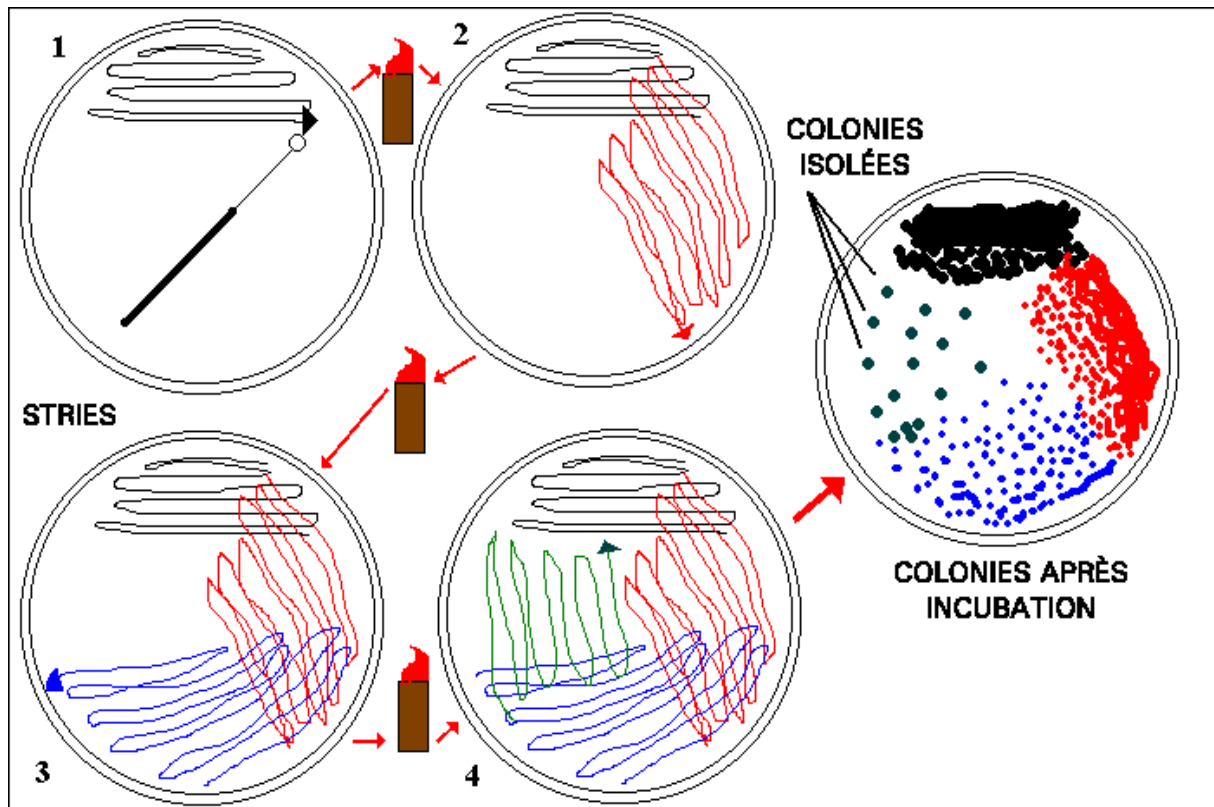 1
2
COLONIES
ISOLÉES
STRIES
3
4
COLONIES APRÈS
INCUBATION